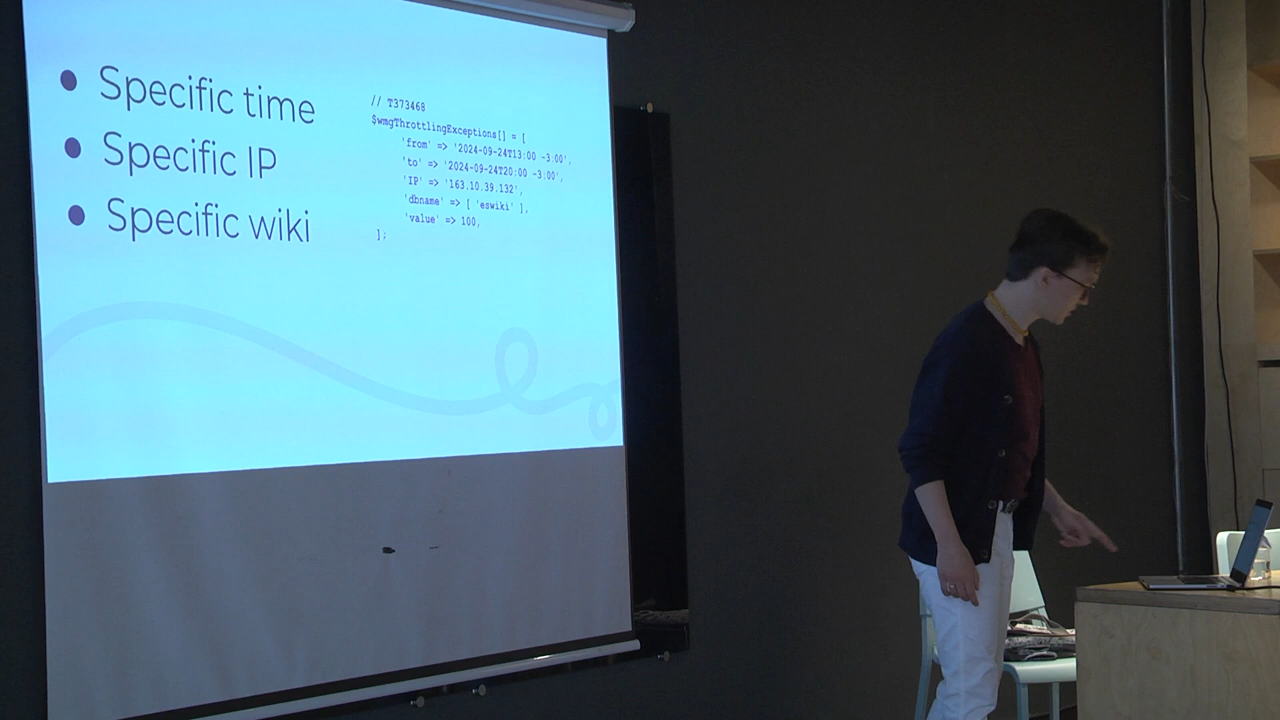 • Specific time
• Specific IP
• Specific wiki
// T373468
$wmgThrottlingExceptions[] = [
'from' => '2024-09-24T13:00 -3:00',
'to' => '2024-09-24T20:00 -3:00',
'IP' => '163.10.39.132',
'dbname' => [ 'eswiki' ],
'value' => 100,
];